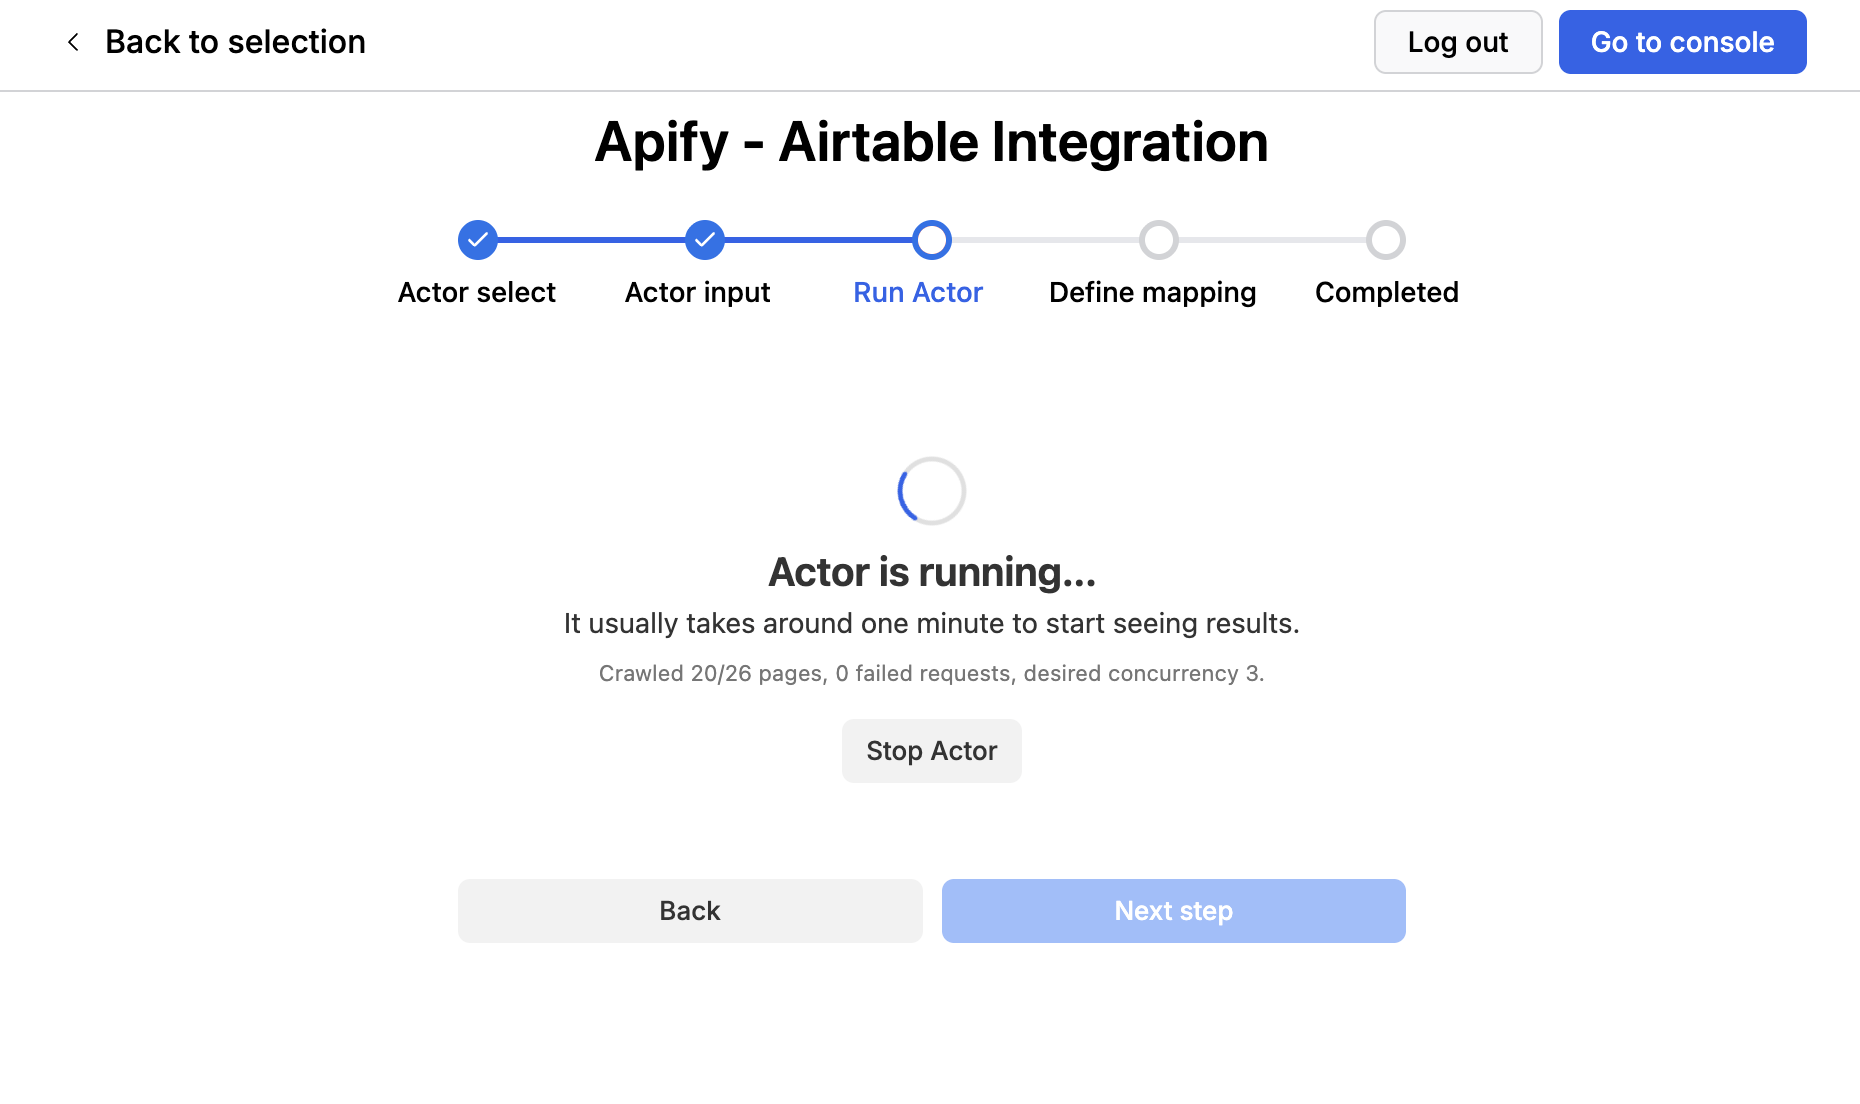 Back to selection
Log out
Go to console
Apify - Airtable Integration
Actor select
Actor input
Run Actor
Define mapping
Completed
Actor is running...
It usually takes around one minute to start seeing results.
Crawled 20/26 pages, 0 failed requests, desired concurrency 3.
Stop Actor
Back
Next step